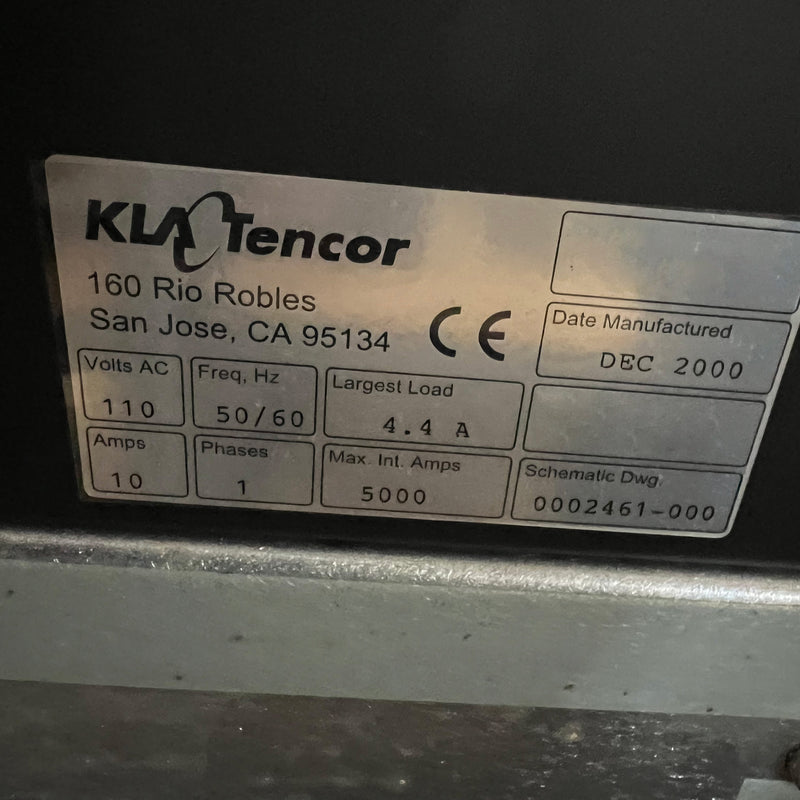 KLA Tencor
160 Rio Robles
San Jose, CA 95134
CE
Date Manufactured
DEC 2000
Volts AC
110
Freq, Hz
50/60
Largest Load
4.4 A
Amps
10
Phases
1
Max. Int. Amps
5000
Schematic Dwg.
0002461-000